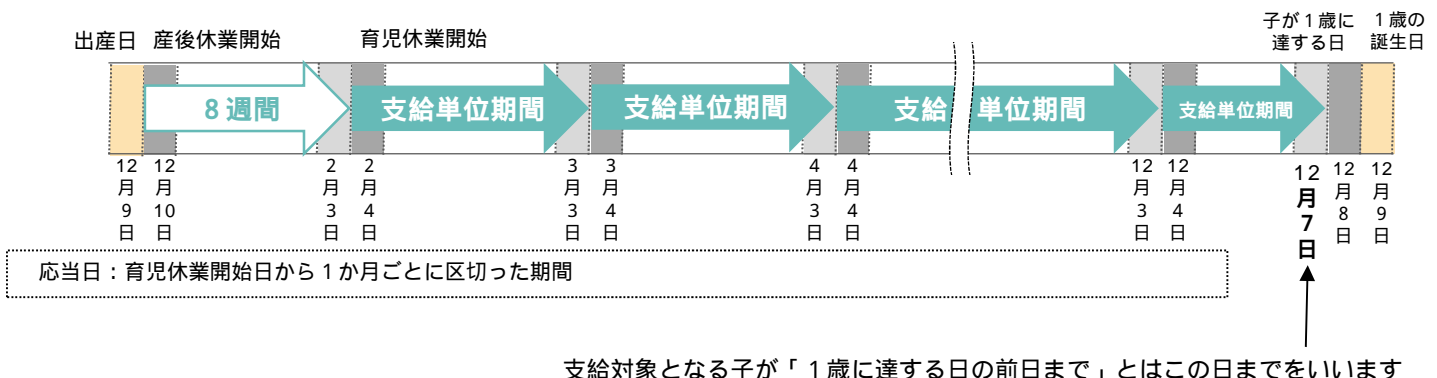 子が１歳に
達する日
１歳の
誕生日
出産日
産後休業開始
育児休業開始
８週間
支給単位期間
支給単位期間
支給
単位期間
支給単位期間
12月9日
12月10日
2月3日
2月4日
3月3日
3月4日
4月3日
4月4日
12月3日
12月4日
12月7日
12月8日
12月9日
応当日：育児休業開始日から１か月ごとに区切った期間
支給対象となる子が「１歳に達する日の前日まで」とはこの日までをいいます